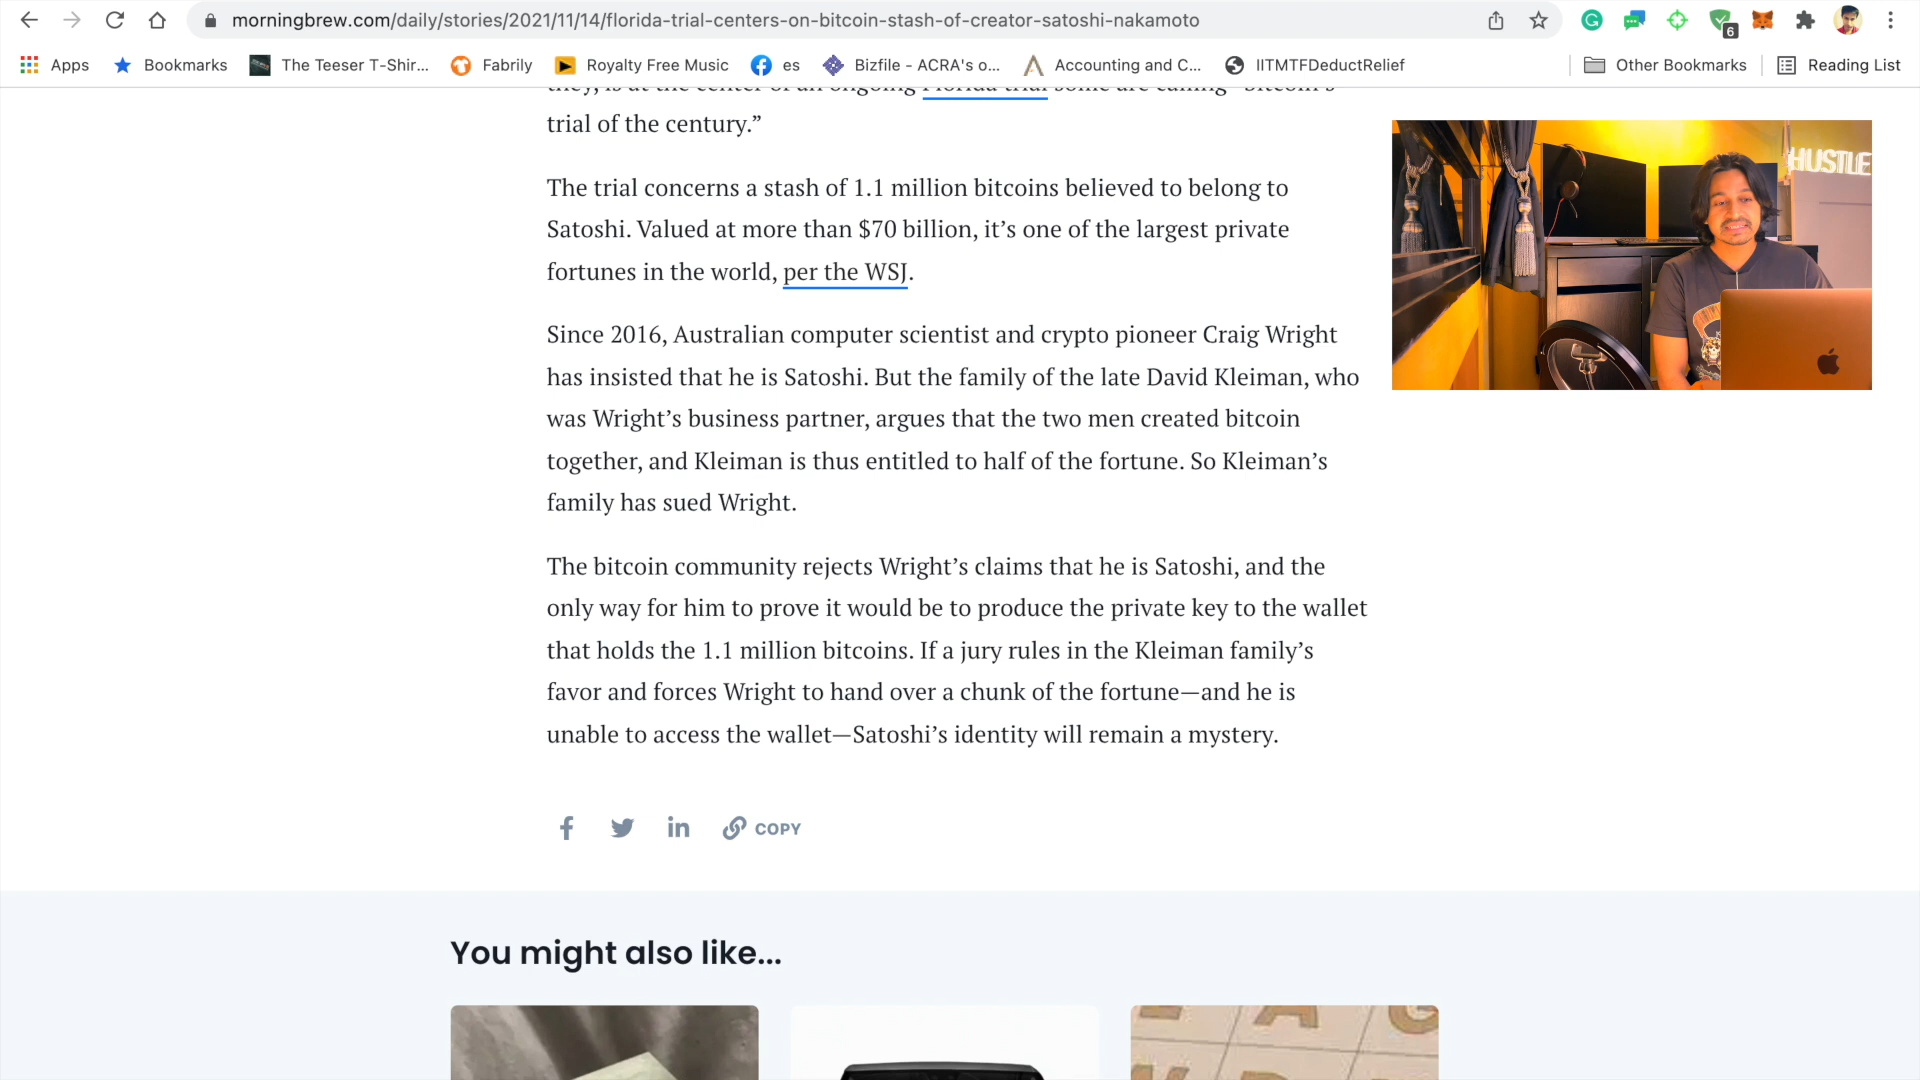 morningbrew.com/daily/stories/2021/11/14/florida-trial-centers-on-bitcoin-stash-of-creator-satoshi-nakamoto
6
Apps
Bookmarks
The Teeser T-Shir...
Fabrily
Royalty Free Music
es
Bizfile - ACRA's o...
Accounting and C...
IITMTFDeductRelief
Other Bookmarks
Reading List
they, is at the center of an ongoing Florida trial some are calling “bitcoin’s
trial of the century.”
The trial concerns a stash of 1.1 million bitcoins believed to belong to
Satoshi. Valued at more than $70 billion, it’s one of the largest private
fortunes in the world, per the WSJ.
Since 2016, Australian computer scientist and crypto pioneer Craig Wright
has insisted that he is Satoshi. But the family of the late David Kleiman, who
was Wright’s business partner, argues that the two men created bitcoin
together, and Kleiman is thus entitled to half of the fortune. So Kleiman’s
family has sued Wright.
The bitcoin community rejects Wright’s claims that he is Satoshi, and the
only way for him to prove it would be to produce the private key to the wallet
that holds the 1.1 million bitcoins. If a jury rules in the Kleiman family’s
favor and forces Wright to hand over a chunk of the fortune—and he is
unable to access the wallet—Satoshi’s identity will remain a mystery.
COPY
You might also like...
HUSTLE